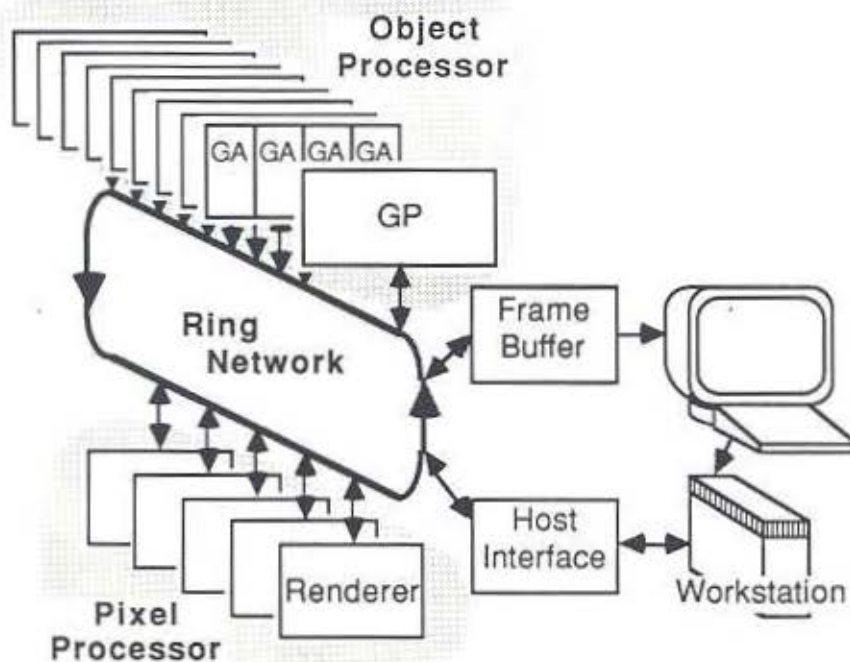 Object
Processor
GA GA GA GA
GP
Ring
Network
Frame
Buffer
Host
Interface
Workstation
Renderer
Pixel
Processor